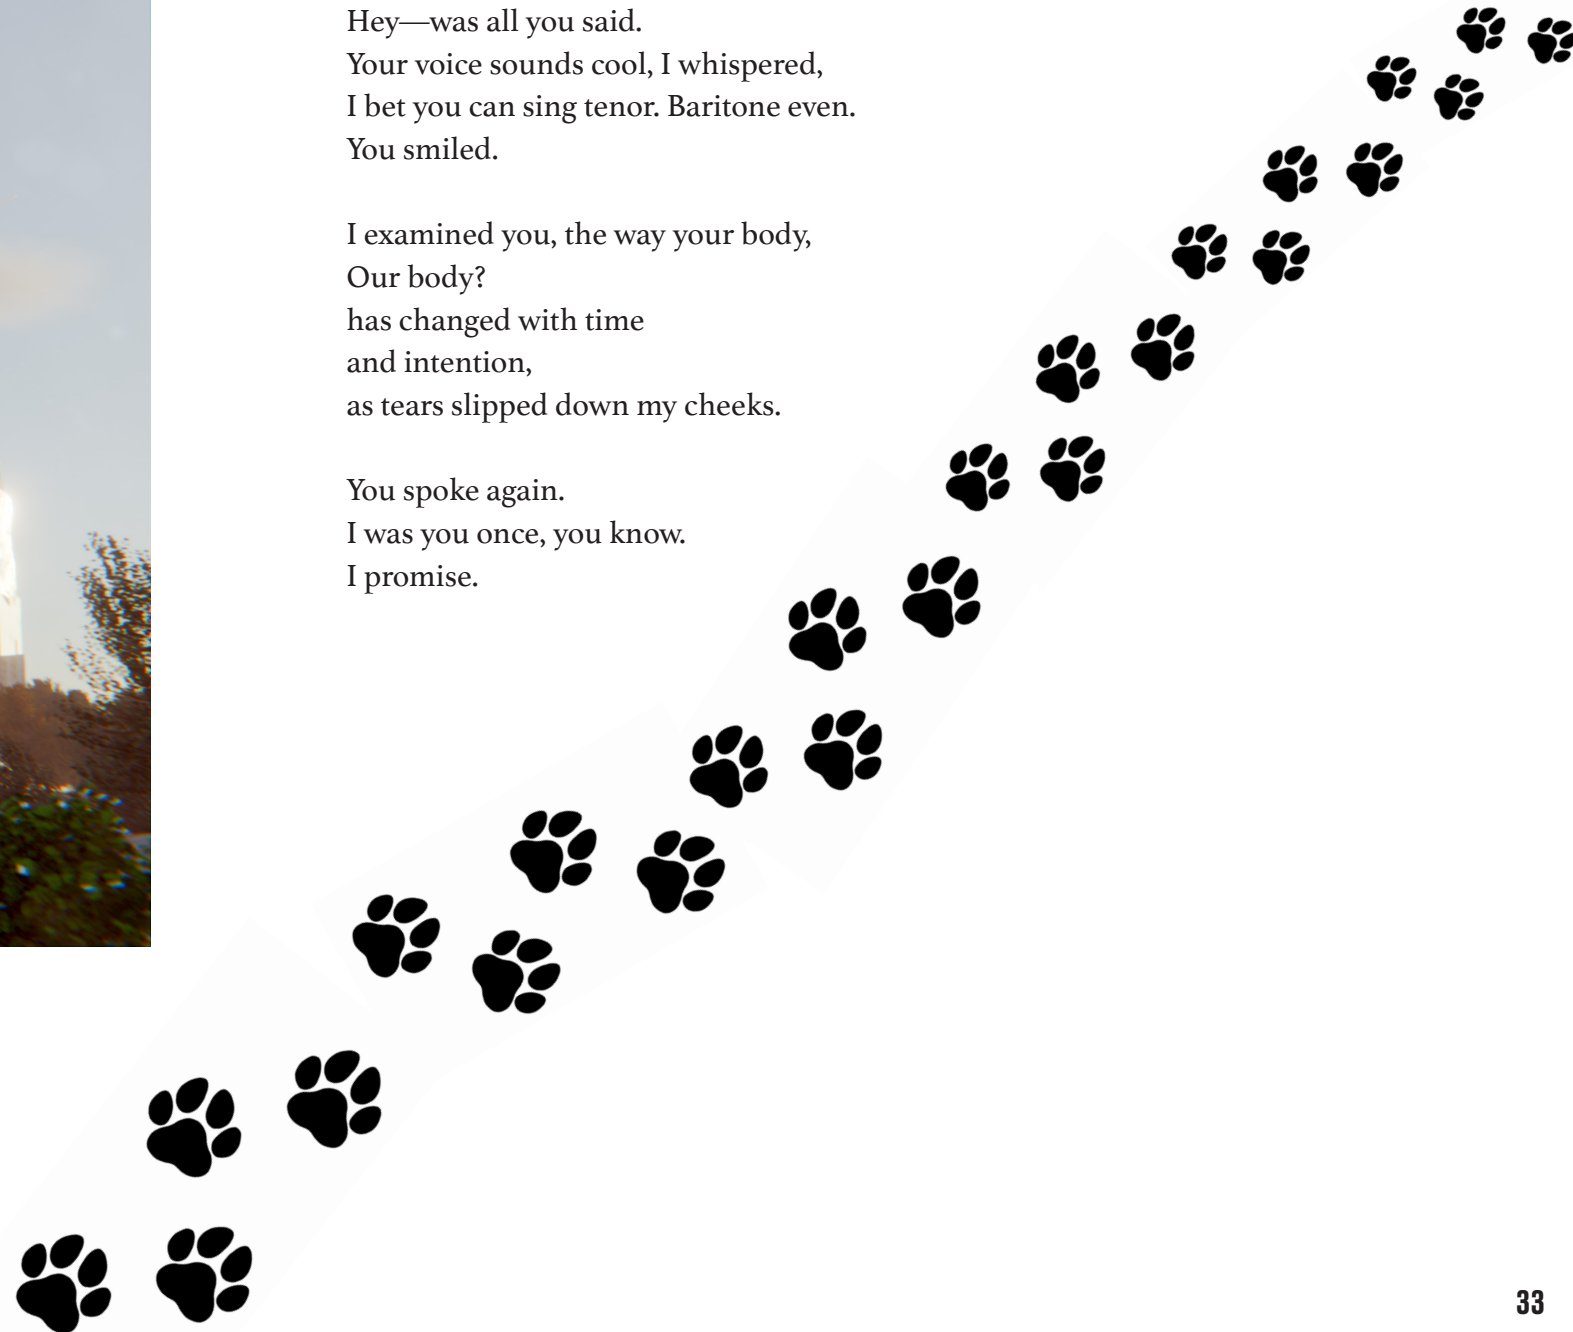 Hey—was all you said.
Your voice sounds cool, I whispered,
I bet you can sing tenor. Baritone even.
You smiled.
I examined you, the way your body,
Our body?
has changed with time
and intention,
as tears slipped down my cheeks.
You spoke again.
I was you once, you know.
I promise.
33